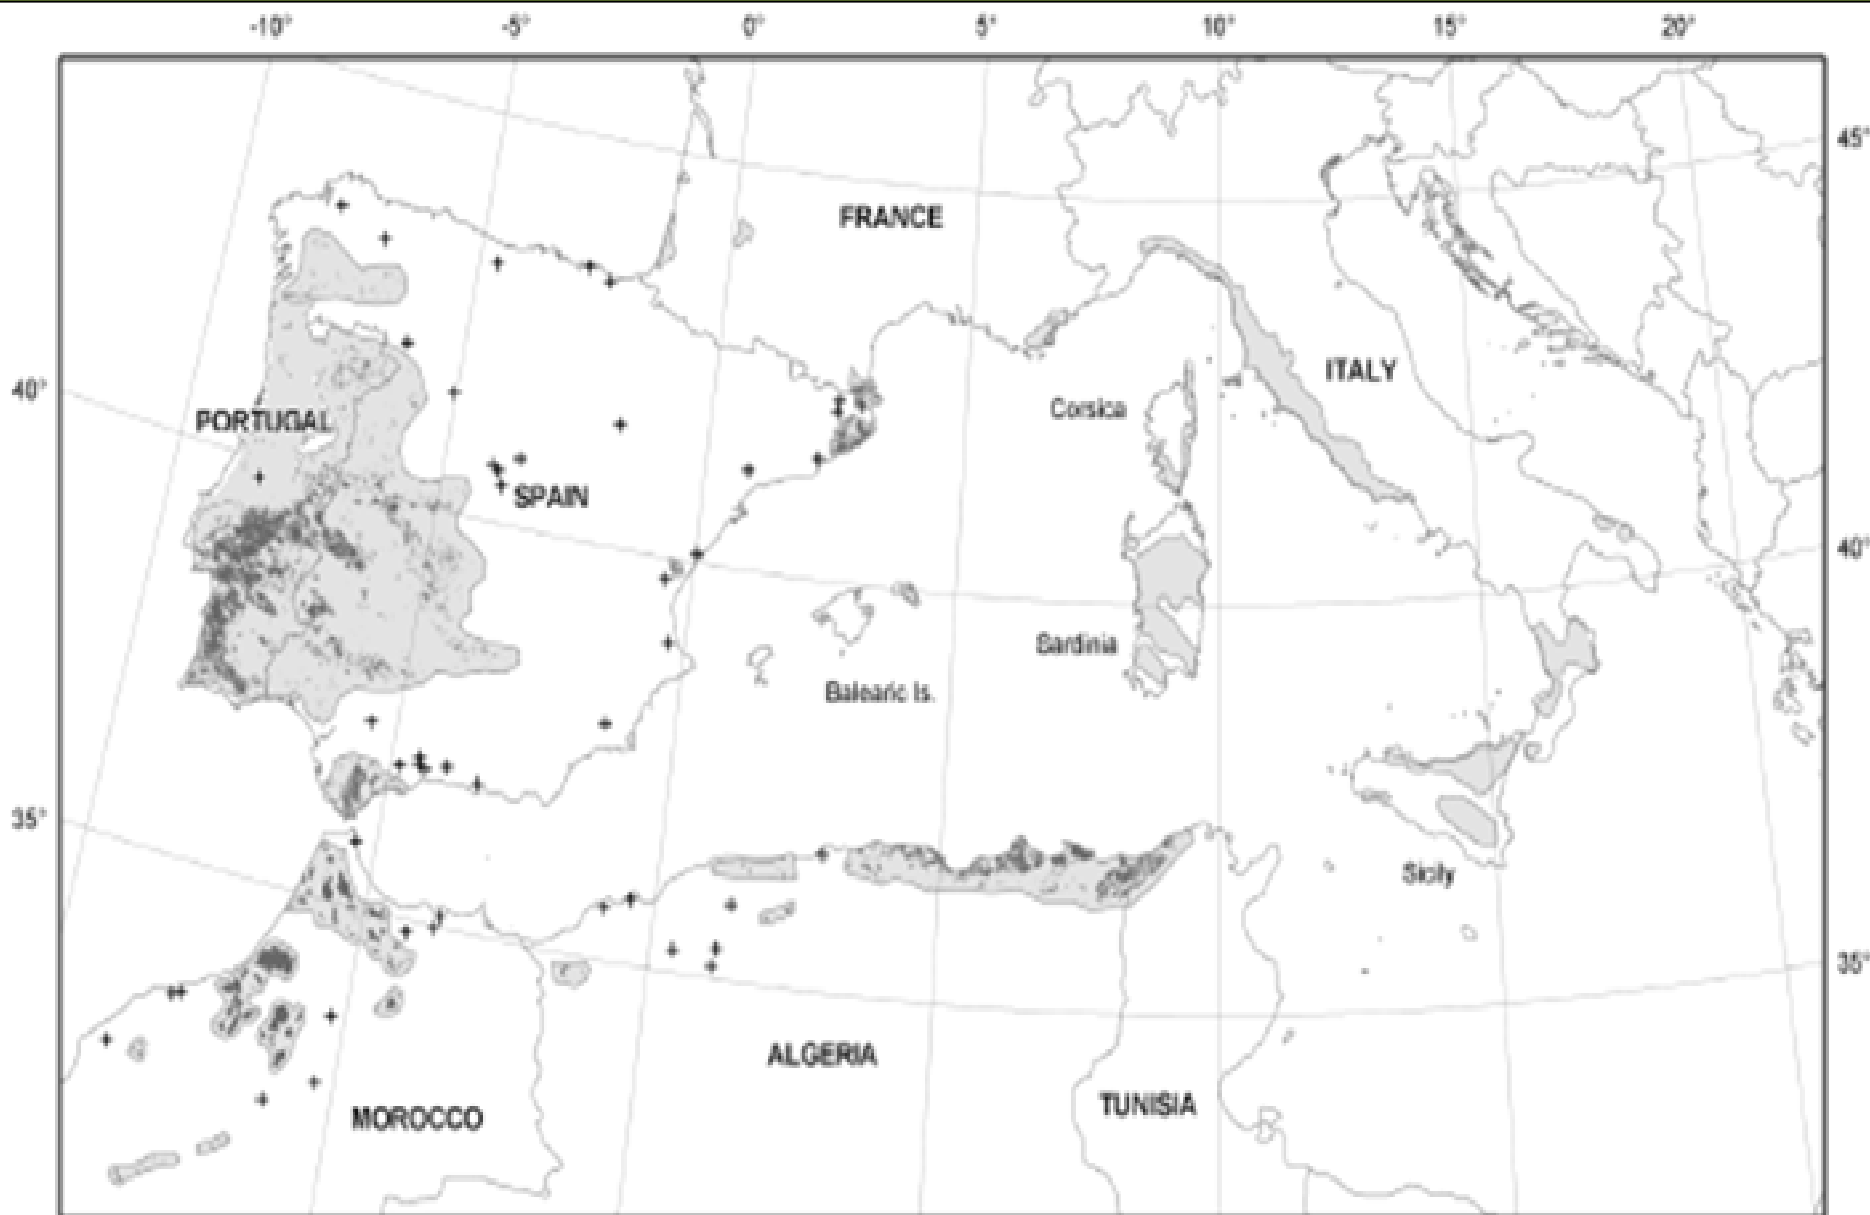 -10° -5° 0° 5° 10° 15° 20°
45°
FRANCE
ITALY
40°
Corsica
PORTUGAL
SPAIN
40°
Sardinia
Balearic Is.
35°
Sicily
35°
ALGERIA
TUNISIA
MOROCCO